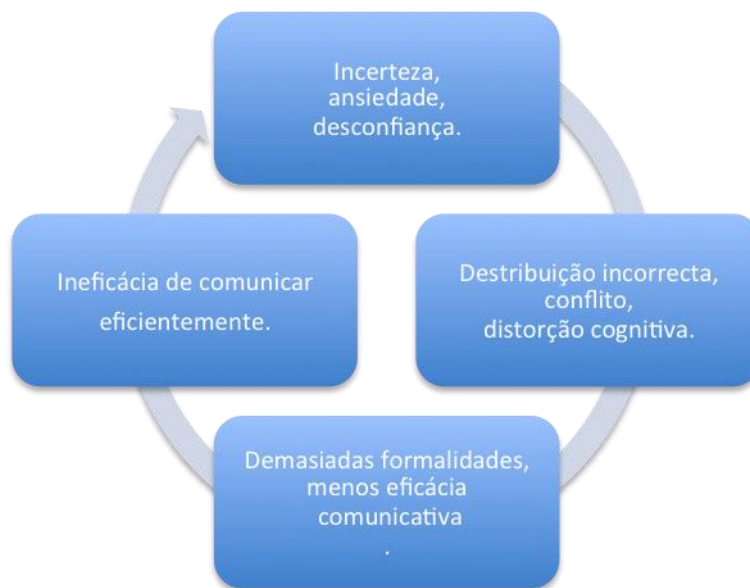 Incerteza,
ansiedade,
desconfiança.
Destribuição incorrecta,
conflito,
distorção cognitiva.
Demasiadas formalidades,
menos eficácia
comunicativa
.
Ineficácia de comunicar
eficientemente.